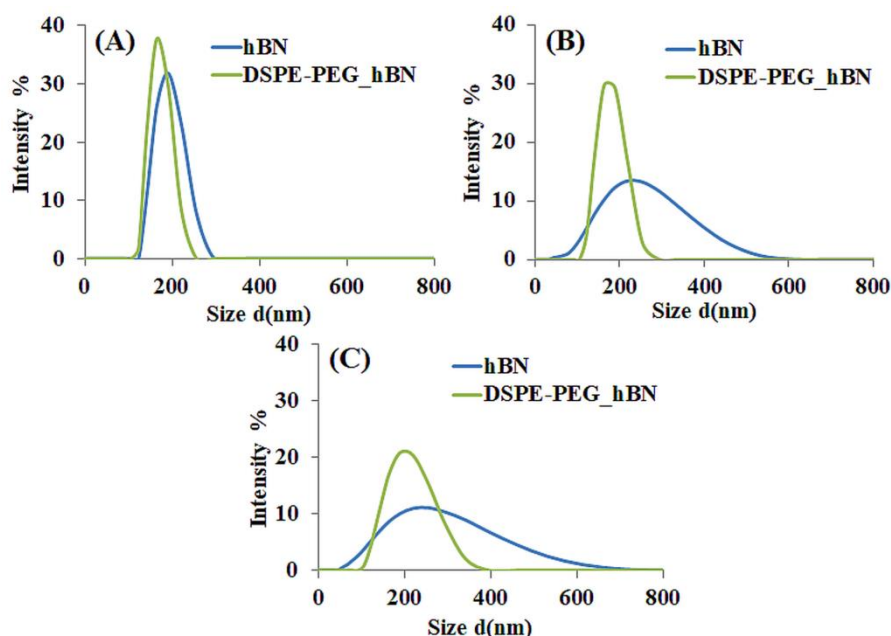 (A)
hBN
DSPE-PEG_hBN
Intensity %
40
30
20
10
0
0 200 400 600 800
Size d(nm)
(B)
hBN
DSPE-PEG_hBN
Intensity %
40
30
20
10
0
0 200 400 600 800
Size d(nm)
(C)
hBN
DSPE-PEG_hBN
Intensity %
40
30
20
10
0
0 200 400 600 800
Size d(nm)